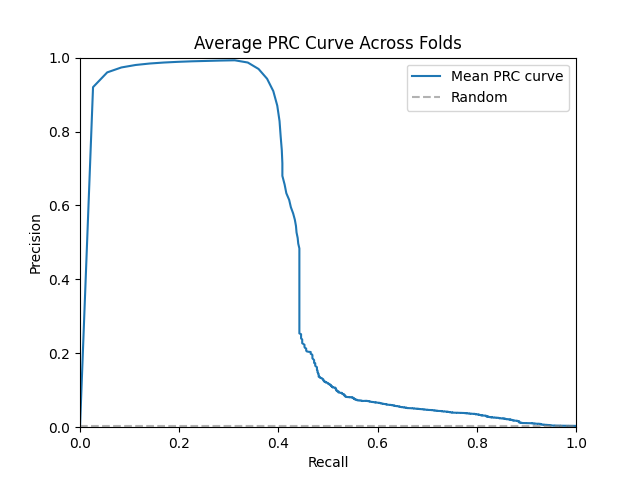 Average PRC Curve Across Folds
1.0
0.8
0.6
0.4
0.2
0.0
Precision
Mean PRC curve
Random
0.0 0.2 0.4 0.6 0.8 1.0
Recall